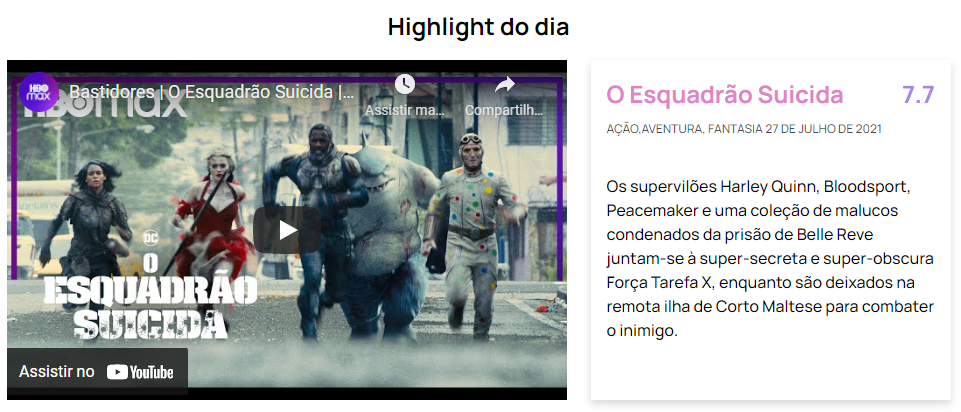 Highlight do dia
HBO max
Bastidores | O Esquadrão Suicida |...
HBO max
Assistir ma...
Compartilh...
DC
O
ESQUADRÃO
SUICIDA
Assistir no YouTube
O Esquadrão Suicida 7.7
AÇÃO,AVENTURA, FANTASIA 27 DE JULHO DE 2021
Os supervilões Harley Quinn, Bloodsport,
Peacemaker e uma coleção de malucos
condenados da prisão de Belle Reve
juntam-se à super-secreta e super-obscura
Força Tarefa X, enquanto são deixados na
remota ilha de Corto Maltese para combater
o inimigo.